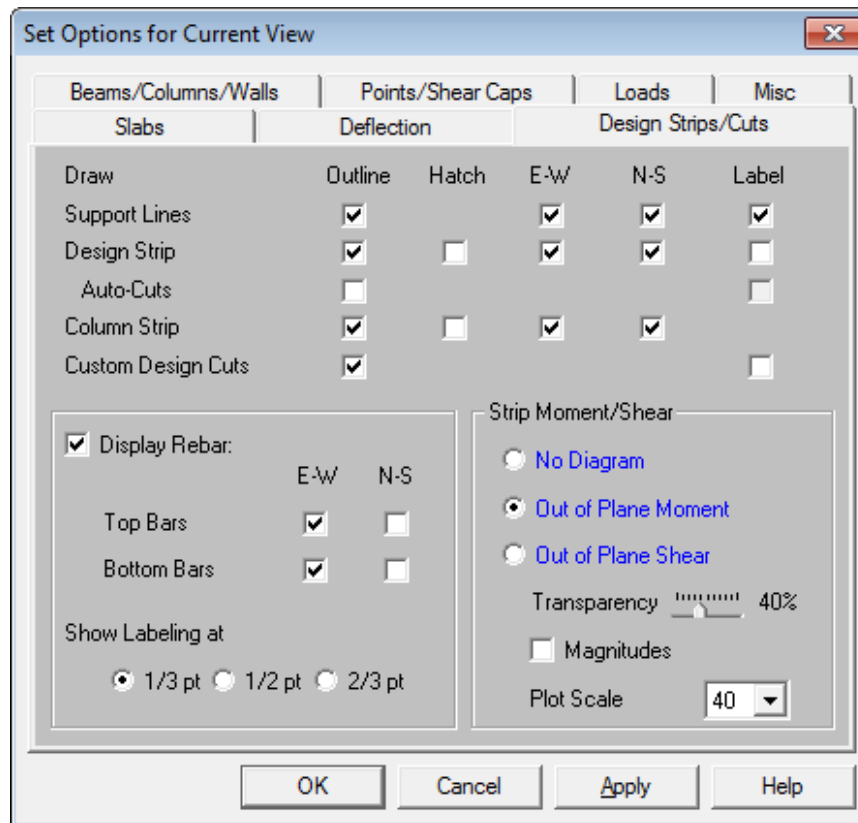 Set Options for Current View
Beams/Columns/Walls Points/Shear Caps Loads Misc
Slabs Deflection Design Strips/Cuts
Draw Outline Hatch E-W N-S Label
Support Lines
Design Strip
Auto-Cuts
Column Strip
Custom Design Cuts
Display Rebar:
E-W N-S
Top Bars
Bottom Bars
Show Labeling at
1/3 pt 1/2 pt 2/3 pt
Strip Moment/Shear
No Diagram
Out of Plane Moment
Out of Plane Shear
Transparency 40%
Magnitudes
Plot Scale 40
OK Cancel Apply Help